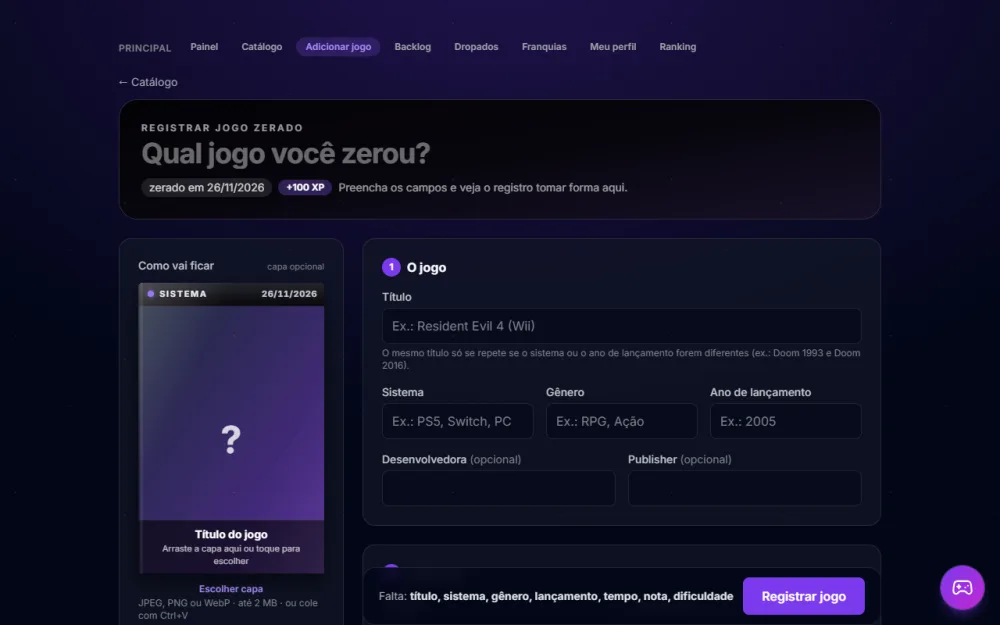 PRINCIPAL Painel Catálogo Adicionar jogo Backlog Dropados Franquias Meu perfil Ranking
← Catálogo
REGISTRAR JOGO ZERADO
Qual jogo você zerou?
zerado em 26/11/2026 +100 XP Preencha os campos e veja o registro tomar forma aqui.
Como vai ficar capa opcional
SISTEMA 26/11/2026
?
Título do jogo
Arraste a capa aqui ou toque para
escolher
Escolher capa
JPEG, PNG ou WebP · até 2 MB · ou cole
com Ctrl+V
1 O jogo
Título
Ex.: Resident Evil 4 (Wii)
O mesmo título só se repete se o sistema ou o ano de lançamento forem diferentes (ex.: Doom 1993 e Doom
2016).
Sistema Gênero Ano de lançamento
Ex.: PS5, Switch, PC Ex.: RPG, Ação Ex.: 2005
Desenvolvedora (opcional) Publisher (opcional)
Falta: título, sistema, gênero, lançamento, tempo, nota, dificuldade Registrar jogo